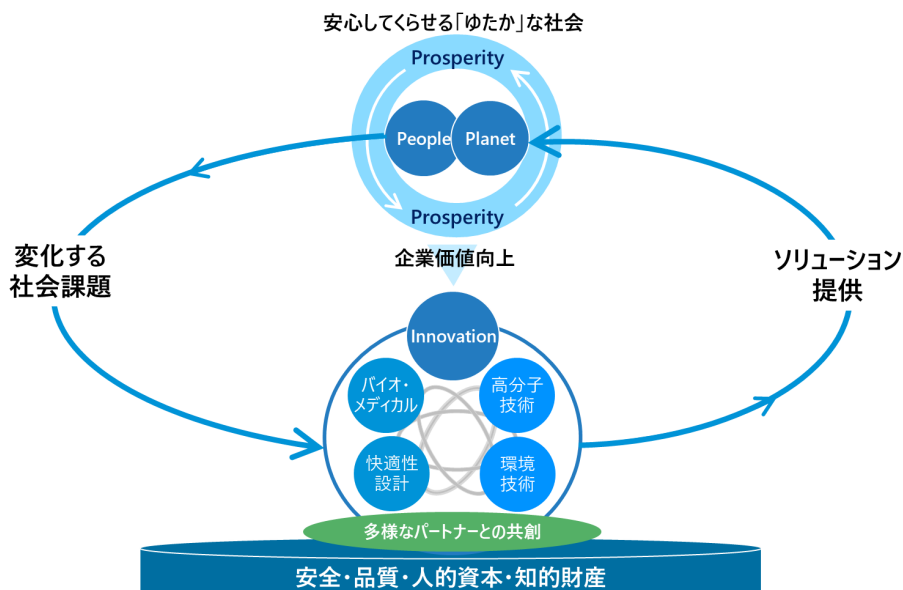 安心してくらせる「ゆたか」な社会
Prosperity
People
Planet
Prosperity
企業価値向上
変化する
社会課題
ソリューション
提供
Innovation
バイオ・
メディカル
高分子
技術
快適性
設計
環境
技術
多様なパートナーとの共創
安全・品質・人的資本・知的財産